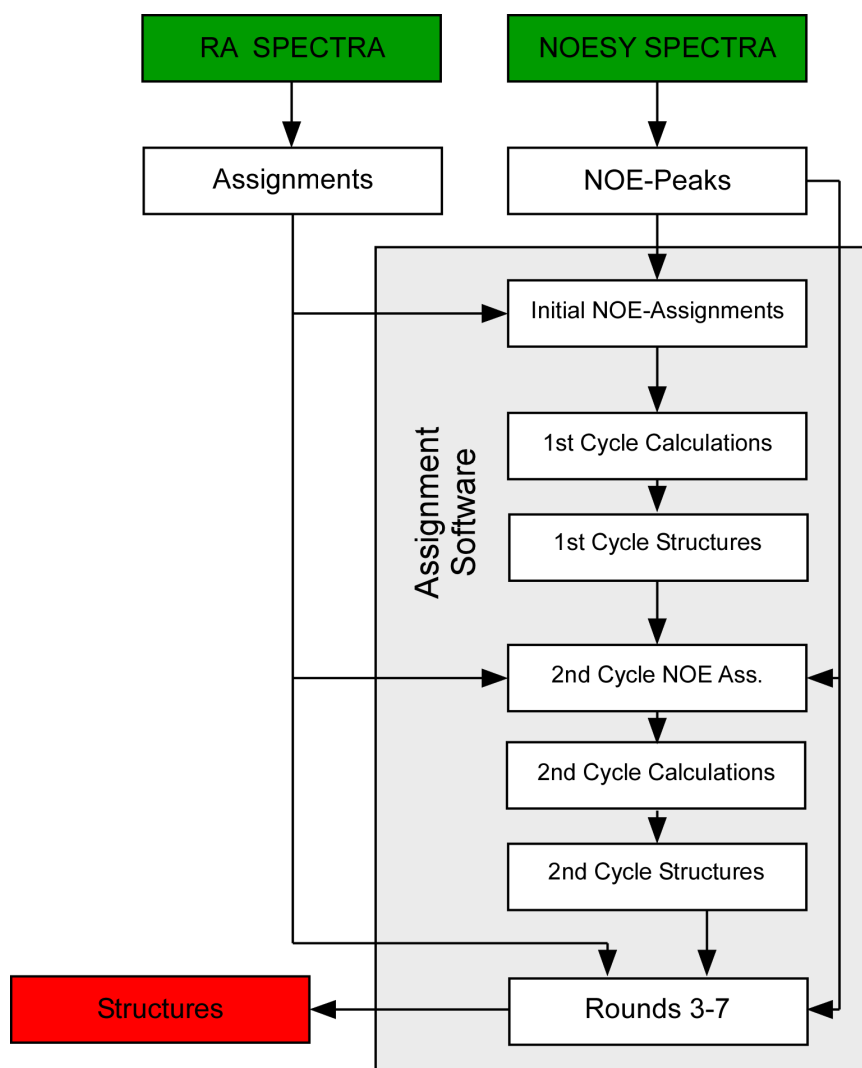 RA SPECTRA
NOESY SPECTRA
Assignments
NOE-Peaks
Initial NOE-Assignments
1st Cycle Calculations
Assignment
Software
1st Cycle Structures
2nd Cycle NOE Ass.
2nd Cycle Calculations
2nd Cycle Structures
Structures
Rounds 3-7